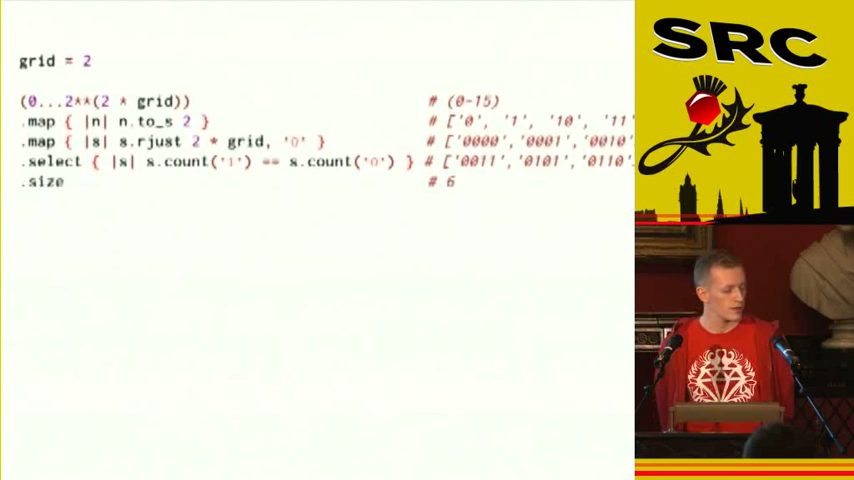 grid = 2
(0...2**(2 * grid)) # (0-15)
.map { |n| n.to_s 2 } # ['0', '1', '10', '11'
.map { |s| s.rjust 2 * grid, '0' } # ['0000','0001','0010'
.select { |s| s.count('1') == s.count('0') } # ['0011','0101','0110'
.size # 6
SRC